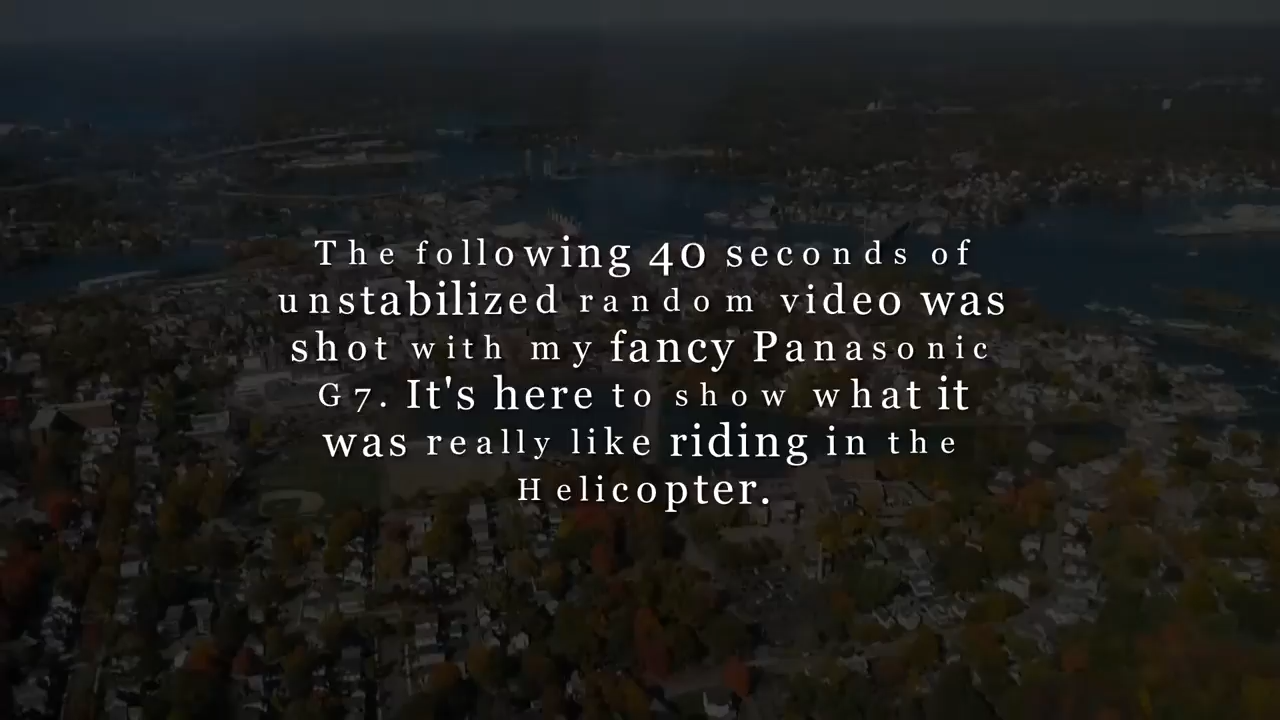 The following 40 seconds of
unstabilized random video was
shot with my fancy Panasonic
G7. It's here to show what it
was really like riding in the
Helicopter.